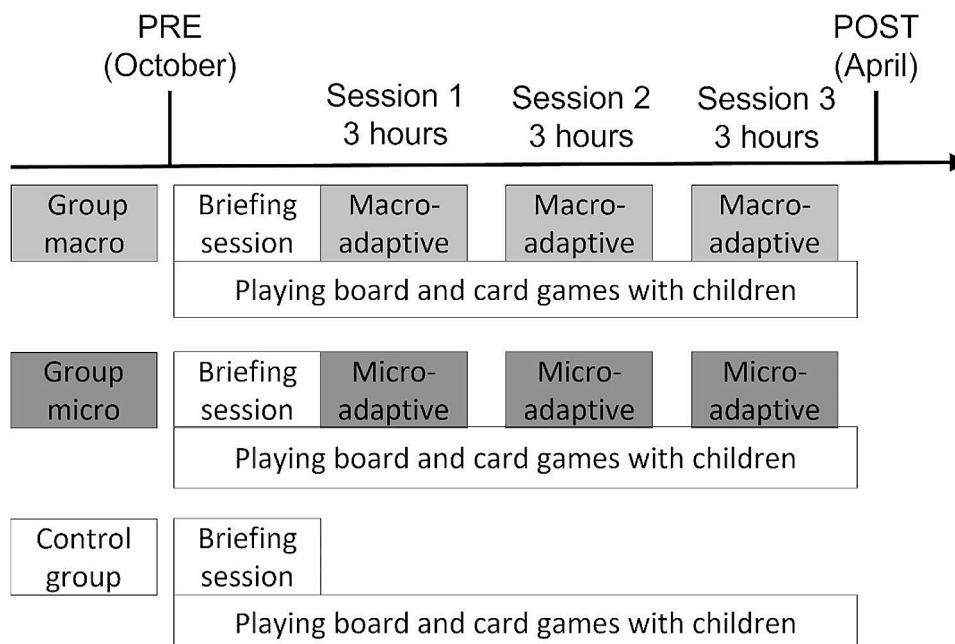 PRE
(October)
POST
(April)
Session 1
3 hours
Session 2
3 hours
Session 3
3 hours
Group
macro
Briefing
session
Macro-
adaptive
Macro-
adaptive
Macro-
adaptive
Playing board and card games with children
Group
micro
Briefing
session
Micro-
adaptive
Micro-
adaptive
Micro-
adaptive
Playing board and card games with children
Control
group
Briefing
session
Playing board and card games with children